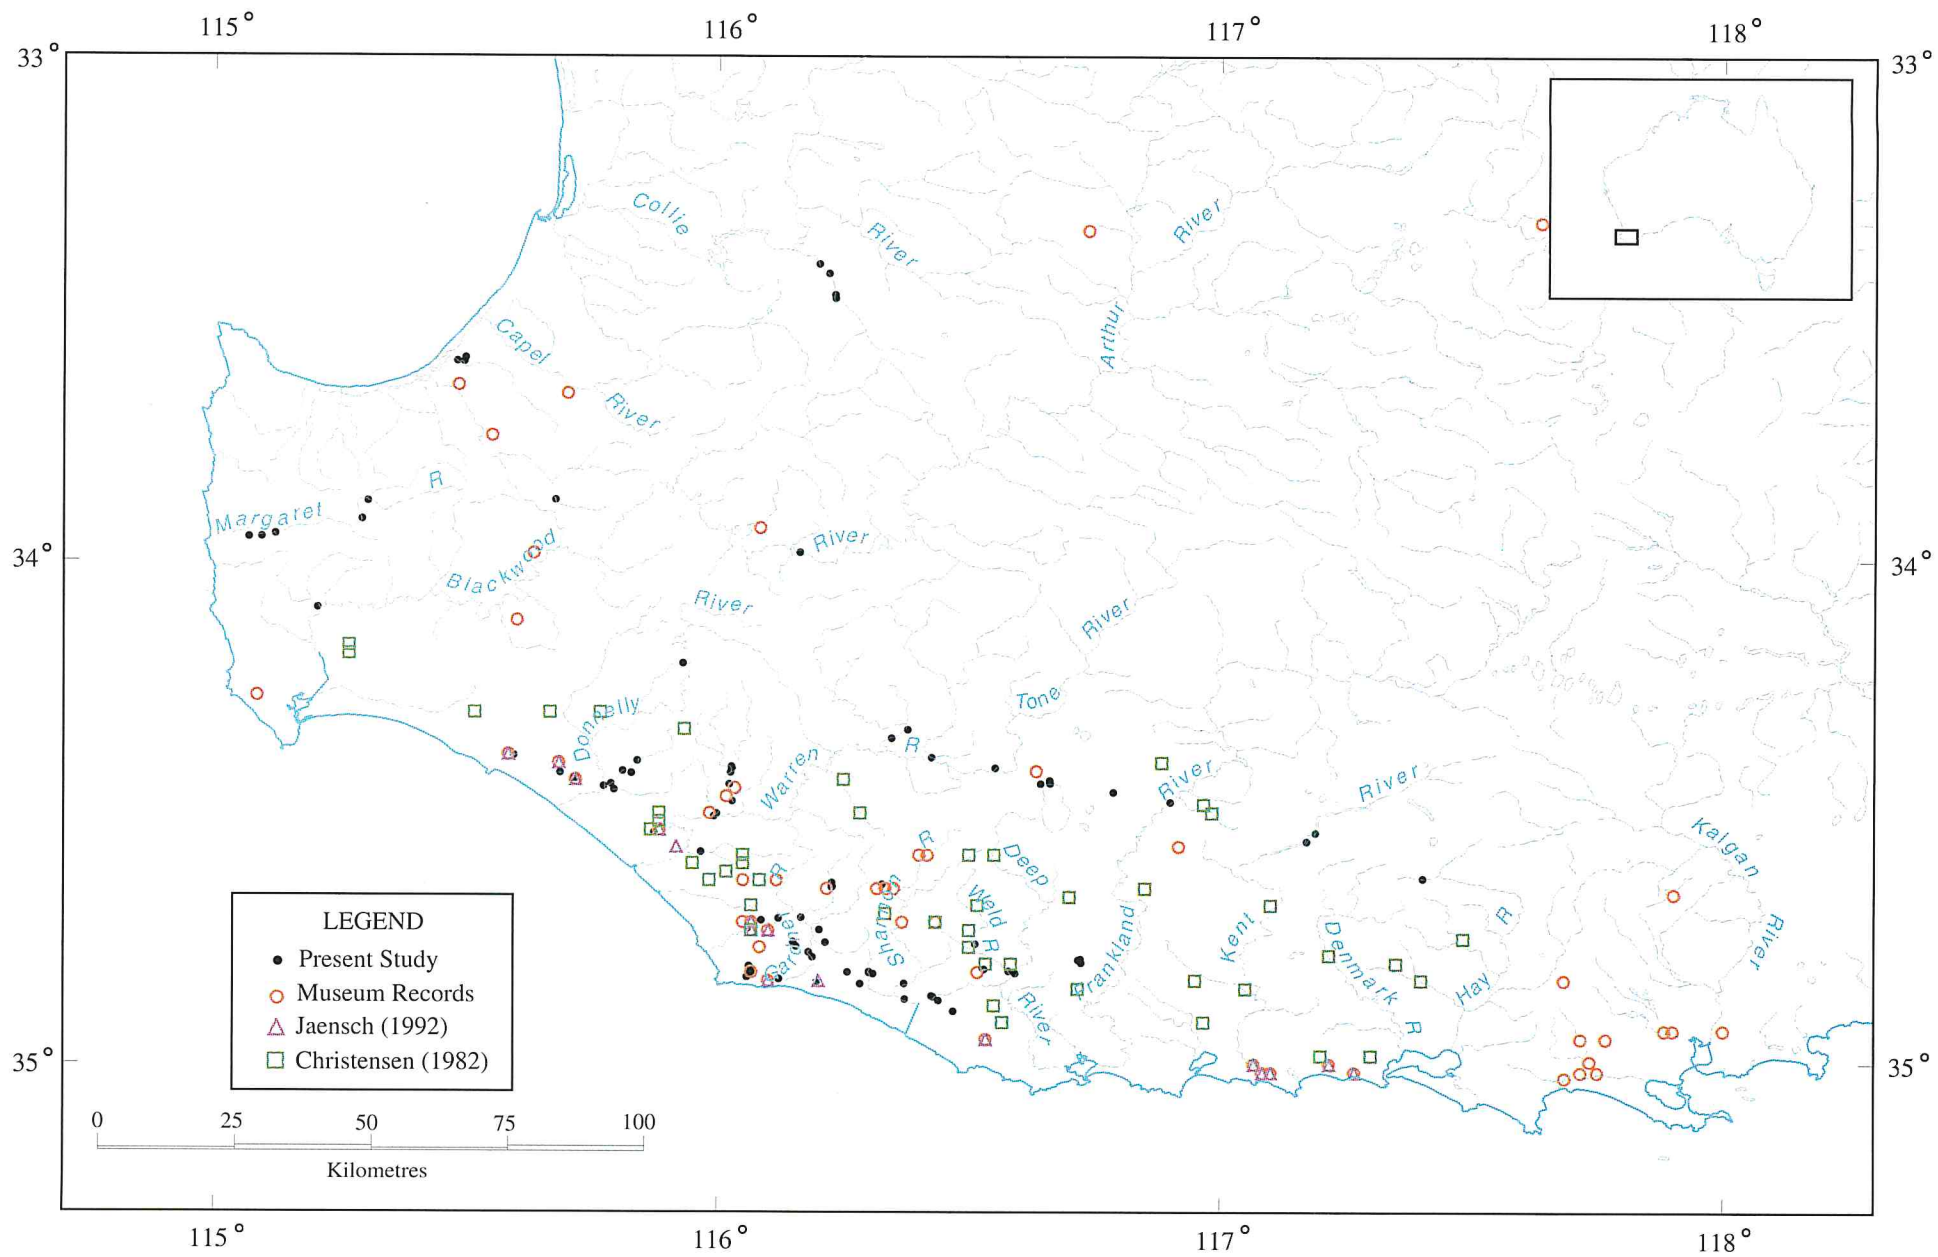 115° 116° 117° 118°
33° 33°
Collie River
River
Arthur
Capel River
Margaret R
Blackwood River
River
34° 34°
River
Tone
Donnelly
R
Warren
River
River
R
Deep
Kalgan
River
R
Weld
R
River
Shannon
Gardner
Frankland
Kent
Denmark
R
Hay
R
LEGEND
Present Study
Museum Records
Jaensch (1992)
Christensen (1982)
35° 35°
0 25 50 75 100
Kilometres
115° 116° 117° 118°